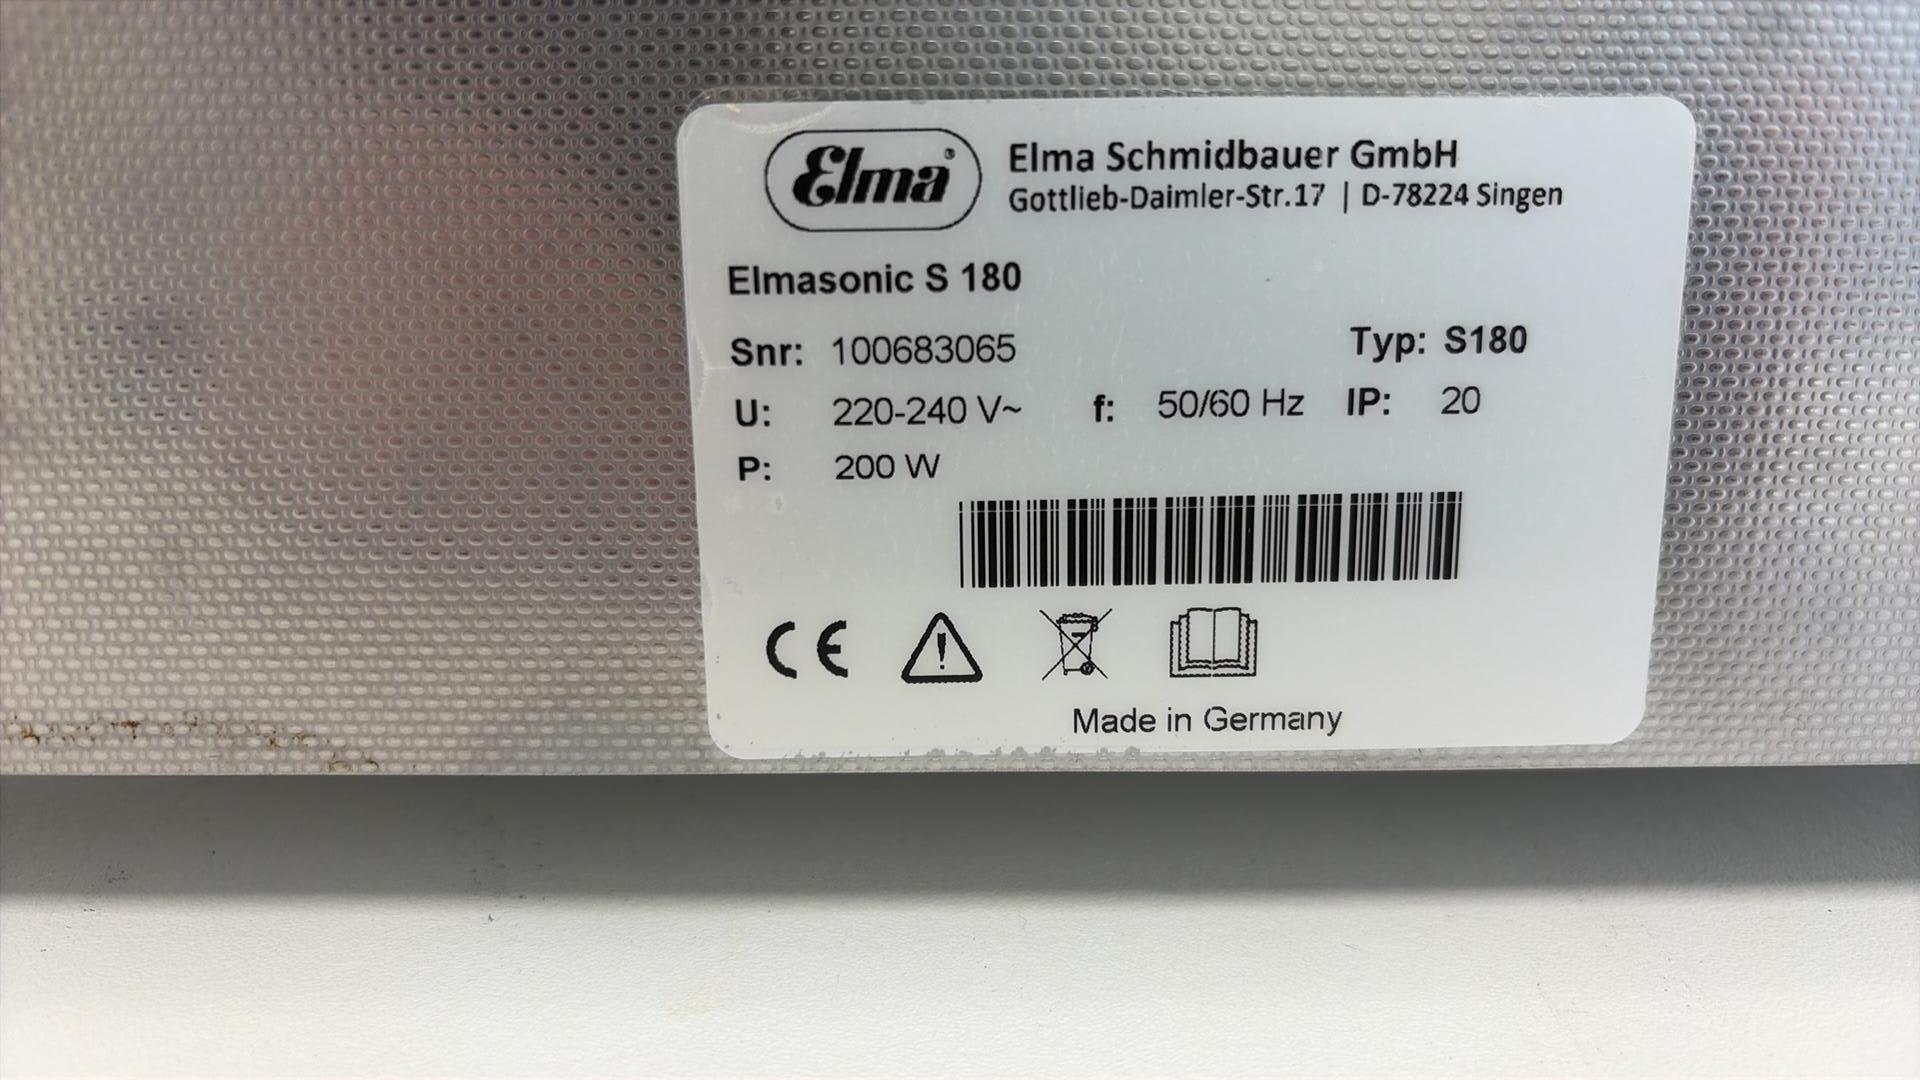 Elma®
Elma Schmidbauer GmbH
Gottlieb-Daimler-Str.17 | D-78224 Singen
Elmasonic S 180
Snr: 100683065 Typ: S180
U: 220-240 V~ f: 50/60 Hz IP: 20
P: 200 W
CE
Made in Germany